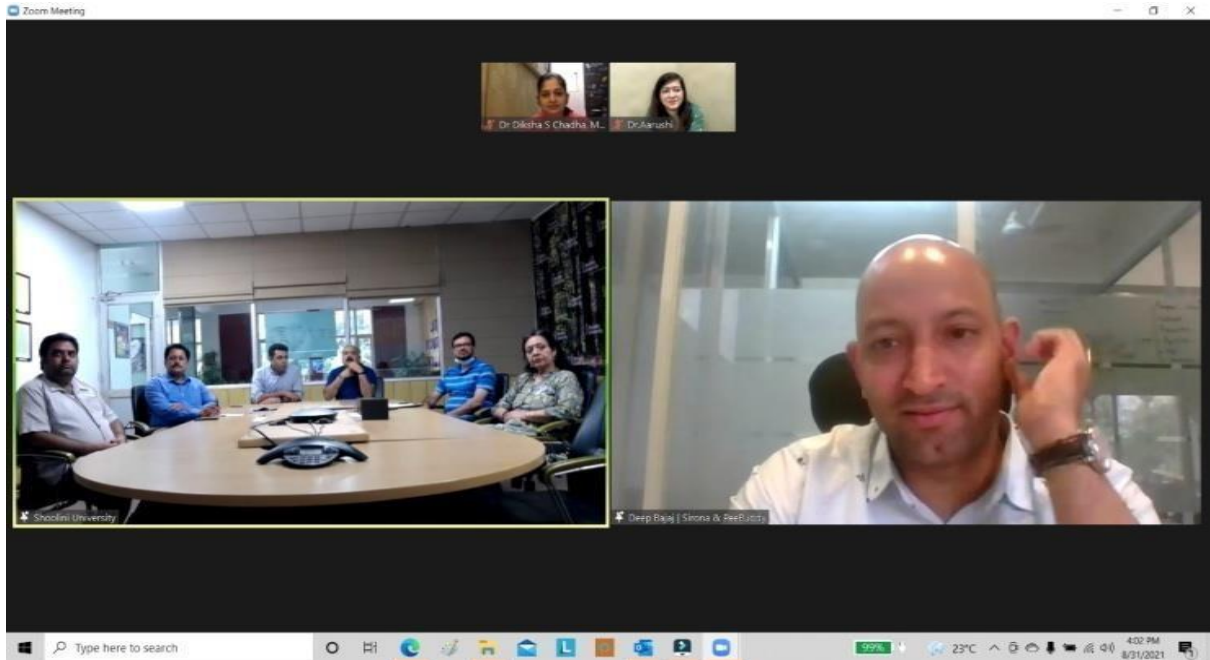 Zoom Meeting
Dr Diksha S Chadha, M...
Dr.Aarushi
Shoolini University
Deep Bajaj | Sirona & PeeBuddy
Type here to search
99%
23°C
4:02 PM
8/31/2021